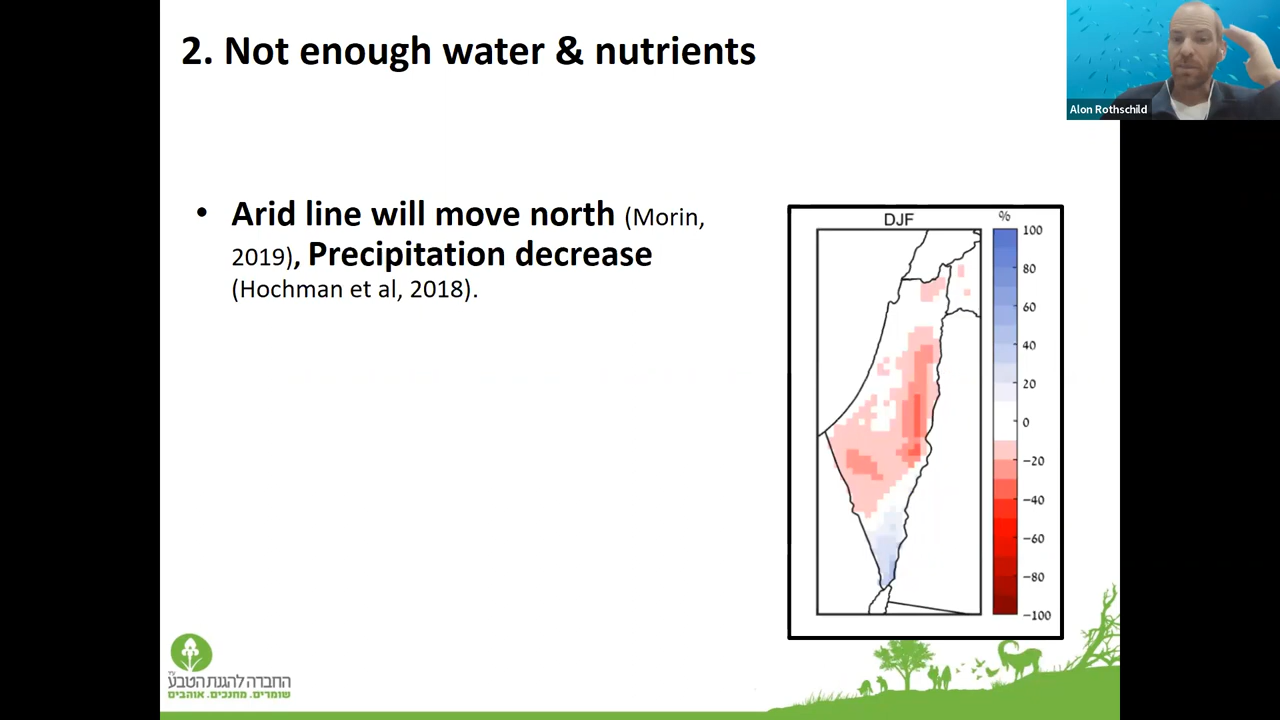 2. Not enough water & nutrients
Alon Rothschild
• Arid line will move north (Morin,
2019), Precipitation decrease
(Hochman et al, 2018).
DJF
%
100
80
60
40
20
0
−20
−40
−60
−80
−100
החברה להגנת הטבע
שומרים. מחנכים. אוהבים